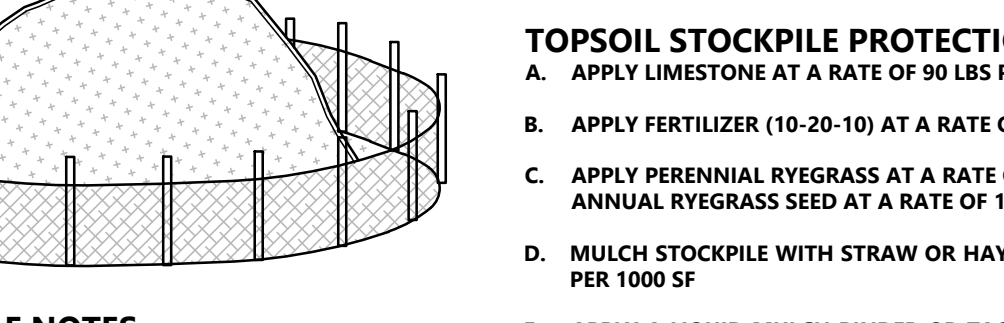 TOPSOIL STOCKPILE PROTECTI
A. APPLY LIMESTONE AT A RATE OF 90 LBS
B. APPLY FERTILIZER (10-20-10) AT A RATE
C. APPLY PERENNIAL RYEGRASS AT A RATE
ANNUAL RYEGRASS SEED AT A RATE OF 1
D. MULCH STOCKPILE WITH STRAW OR HAY
PER 1000 SF
NOTES